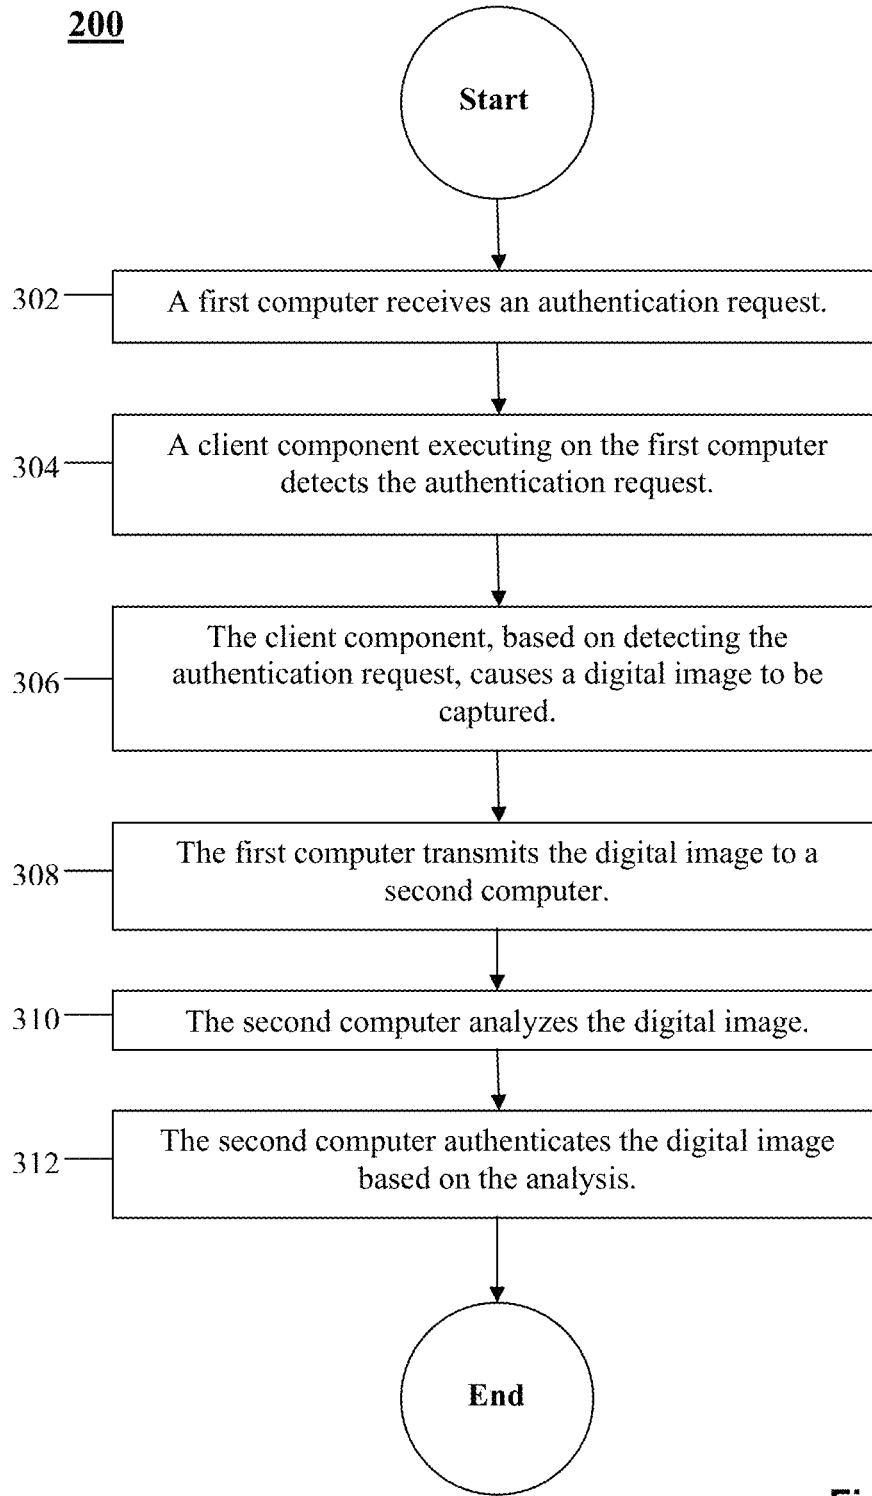 200
Start
302
A first computer receives an authentication request.
304
A client component executing on the first computer
detects the authentication request.
306
The client component, based on detecting the
authentication request, causes a digital image to be
captured.
308
The first computer transmits the digital image to a
second computer.
310
The second computer analyzes the digital image.
312
The second computer authenticates the digital image
based on the analysis.
End